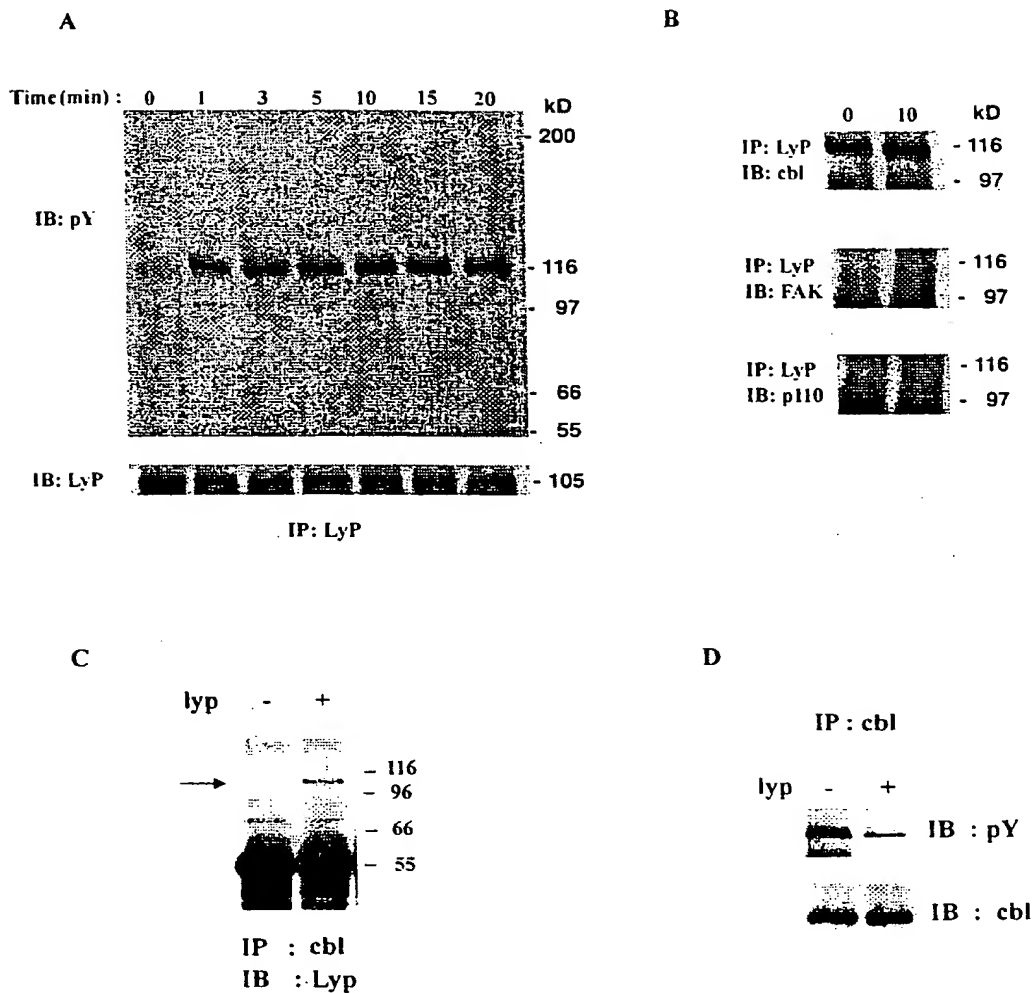 A
Time(min) : 0 1 3 5 10 15 20 kD
- 200
IB: pY
- 116
- 97
- 66
- 55
IB: LyP - 105
IP: LyP
B
0 10 kD
IP: LyP - 116
IB: cbl - 97
IP: LyP - 116
IB: FAK - 97
IP: LyP - 116
IB: p110 - 97
C
lyp - +
- 116
- 96
- 66
- 55
IP : cbl
IB : Lyp
D
IP : cbl
lyp - +
IB : pY
IB : cbl